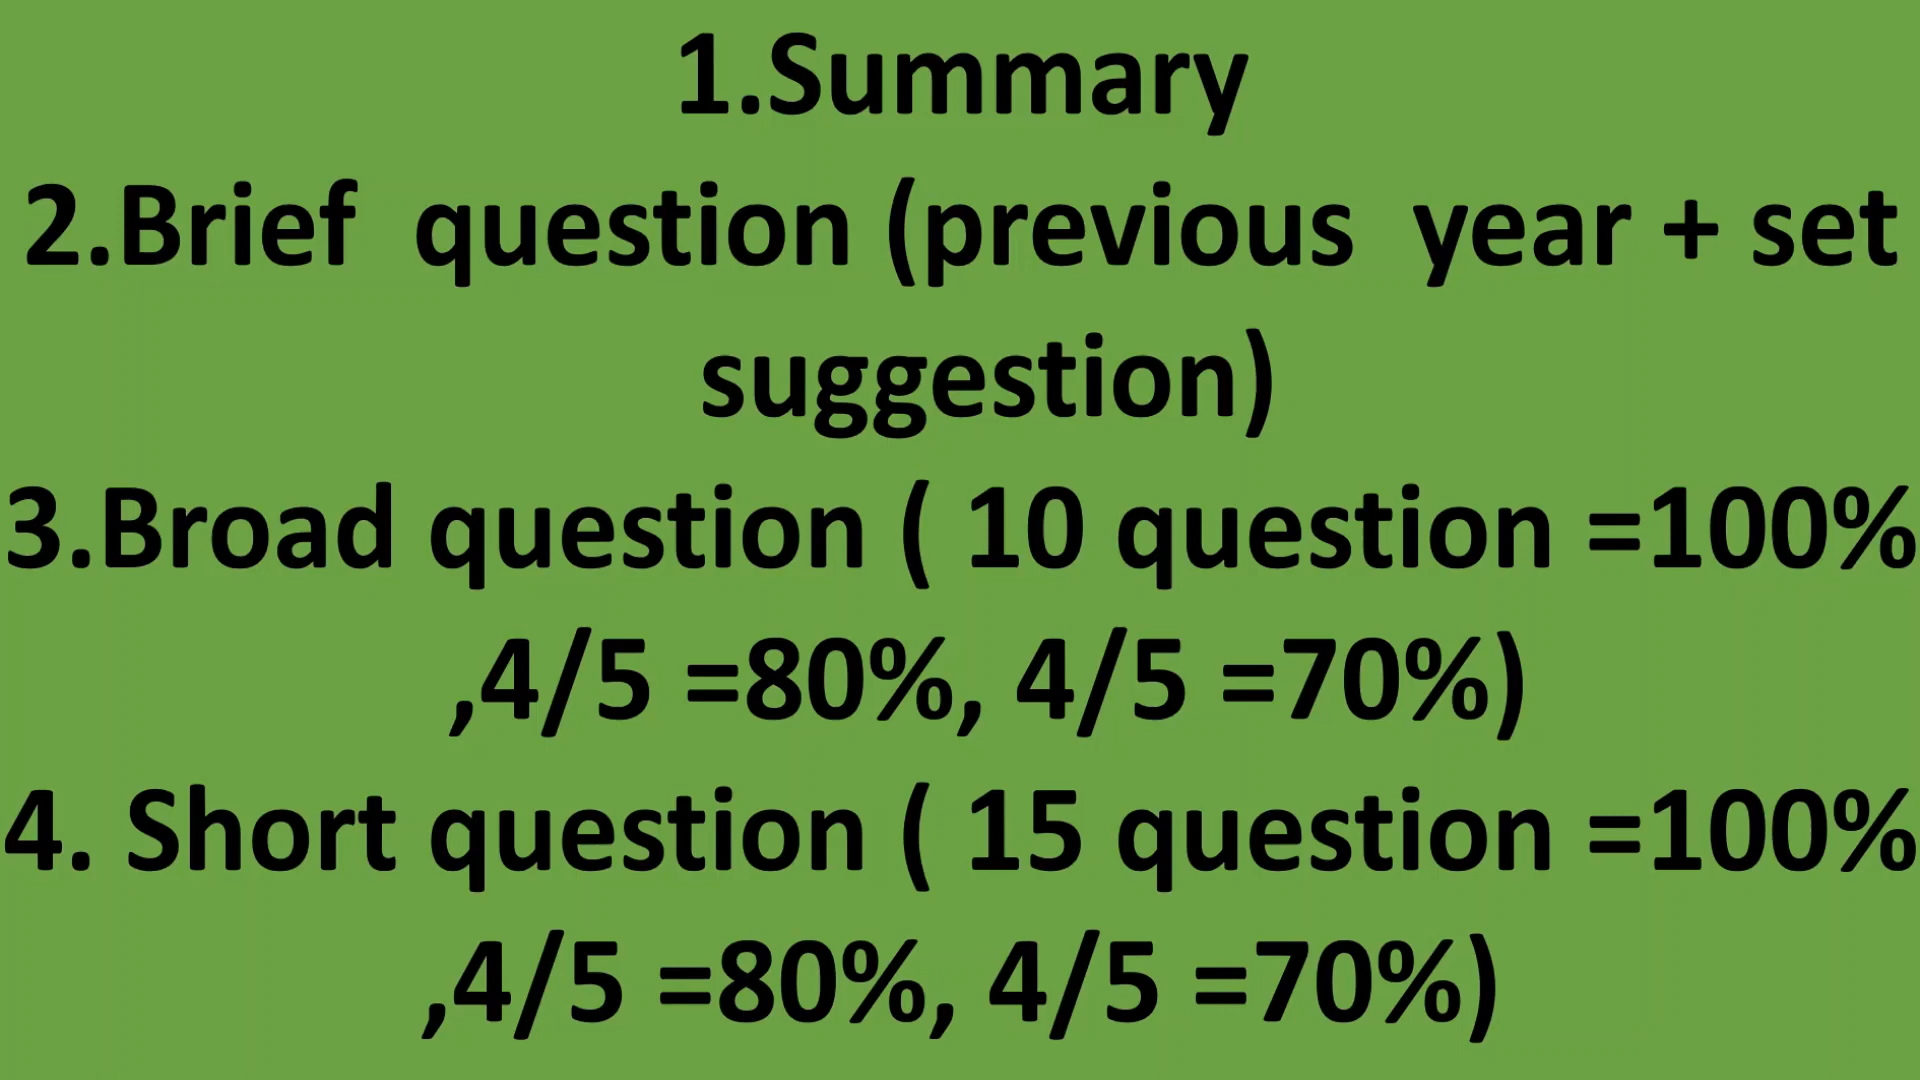 1.Summary
2.Brief  question (previous  year + set
suggestion)
3.Broad question ( 10 question =100%
,4/5 =80%, 4/5 =70%)
4. Short question ( 15 question =100%
,4/5 =80%, 4/5 =70%)